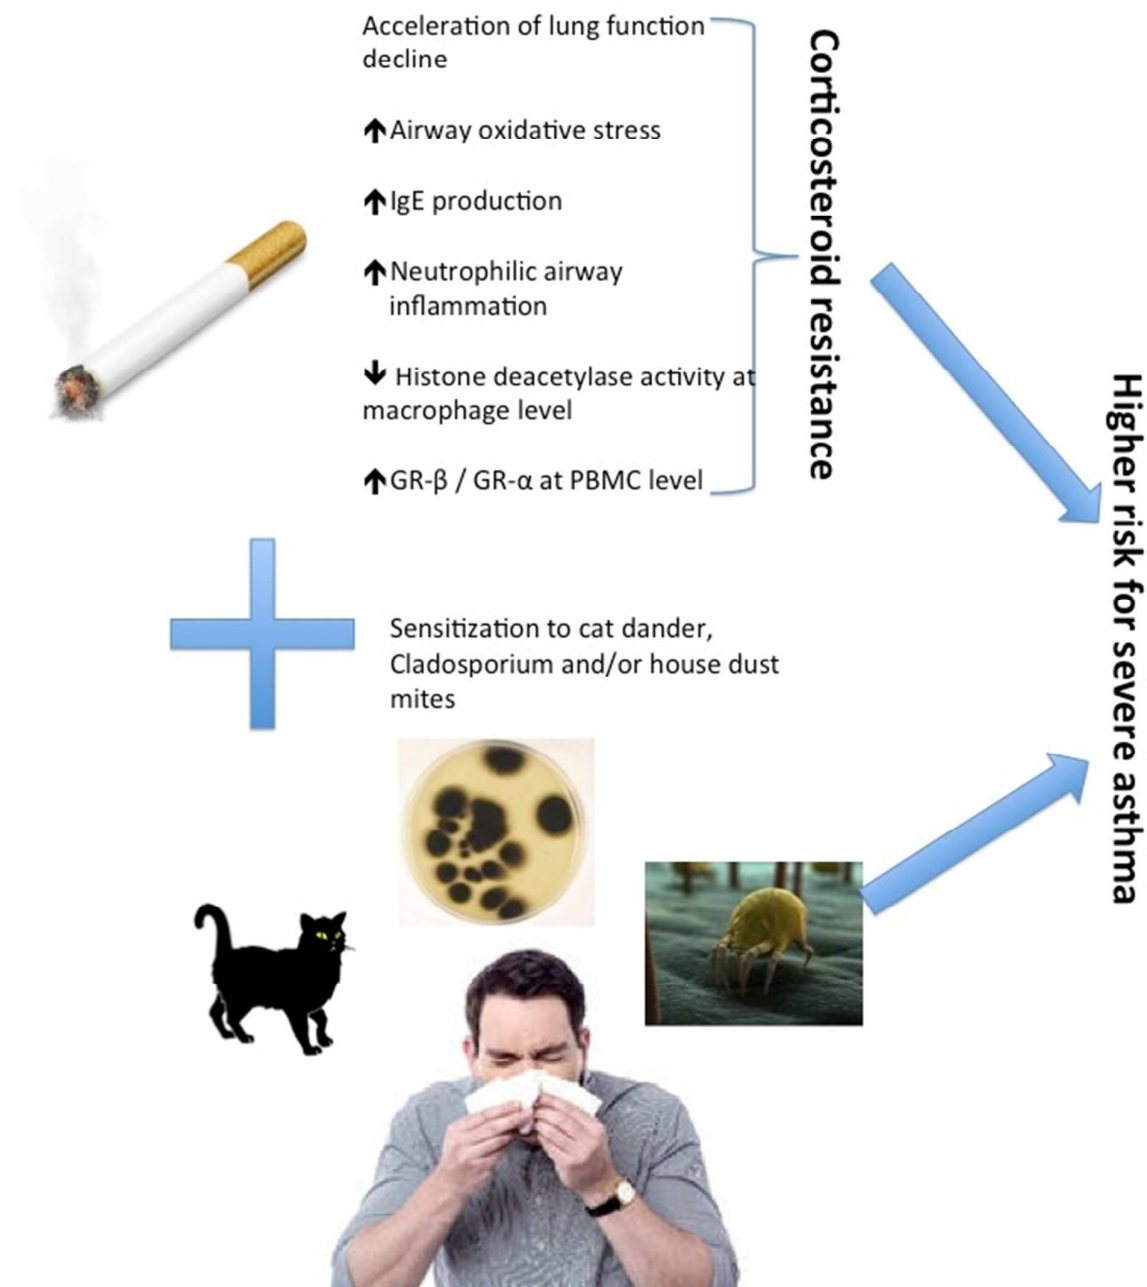 Acceleration of lung function
decline
↑Airway oxidative stress
↑IgE production
↑Neutrophilic airway
inflammation
↓ Histone deacetylase activity at
macrophage level
↑GR-β / GR-α at PBMC level
Corticosteroid resistance
Higher risk for severe asthma
Sensitization to cat dander,
Cladosporium and/or house dust
mites